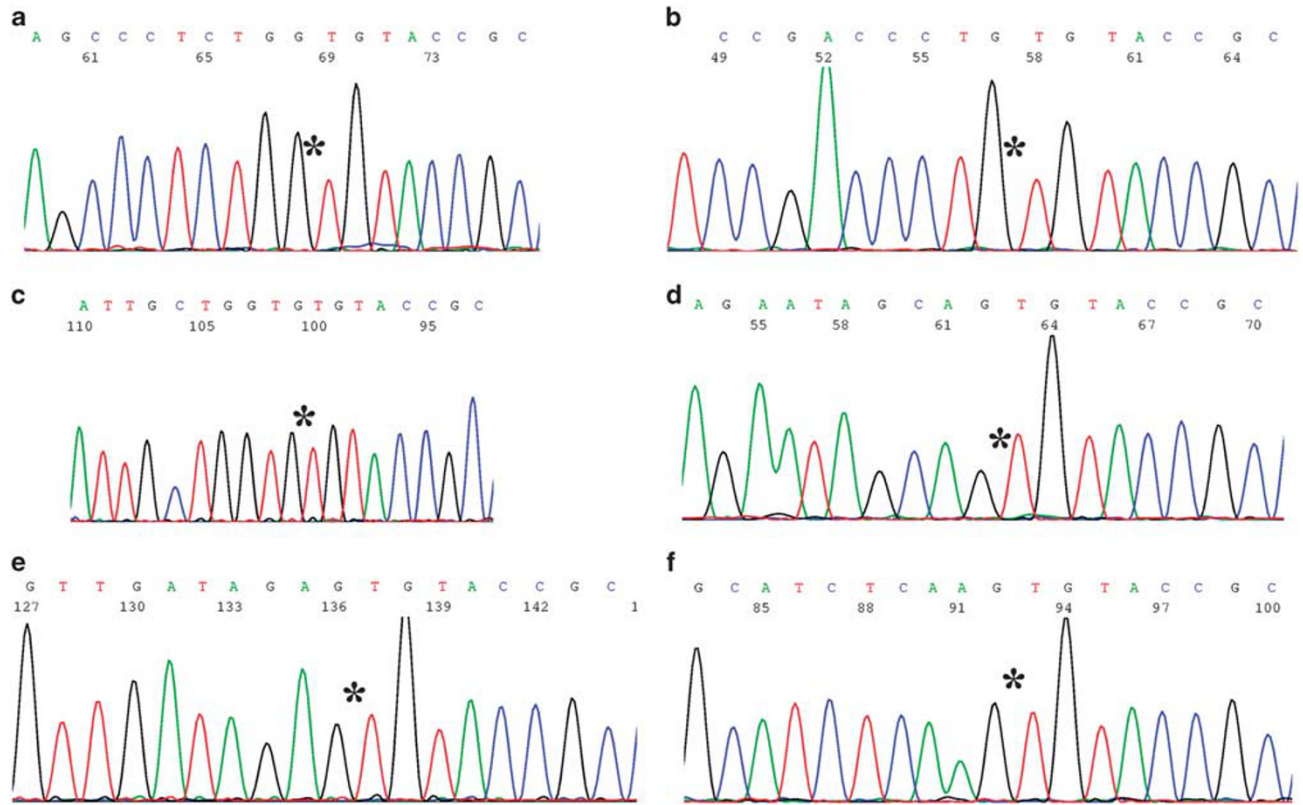 a
A G C C C T C T G G T G T A C C G C
61 65 69 73
*
b
C C G A C C C T G T G T A C C G C
49 52 55 58 61 64
*
c
A T T G C T G G T G T G T A C C G C
110 105 100 95
*
d
A G A A T A G C A G T G T A C C G C
55 58 61 64 67 70
*
e
G T T G A T A G A G T G T A C C G C
127 130 133 136 139 142 1
*
f
G C A T C T C A A G T G T A C C G C
85 88 91 94 97 100
*